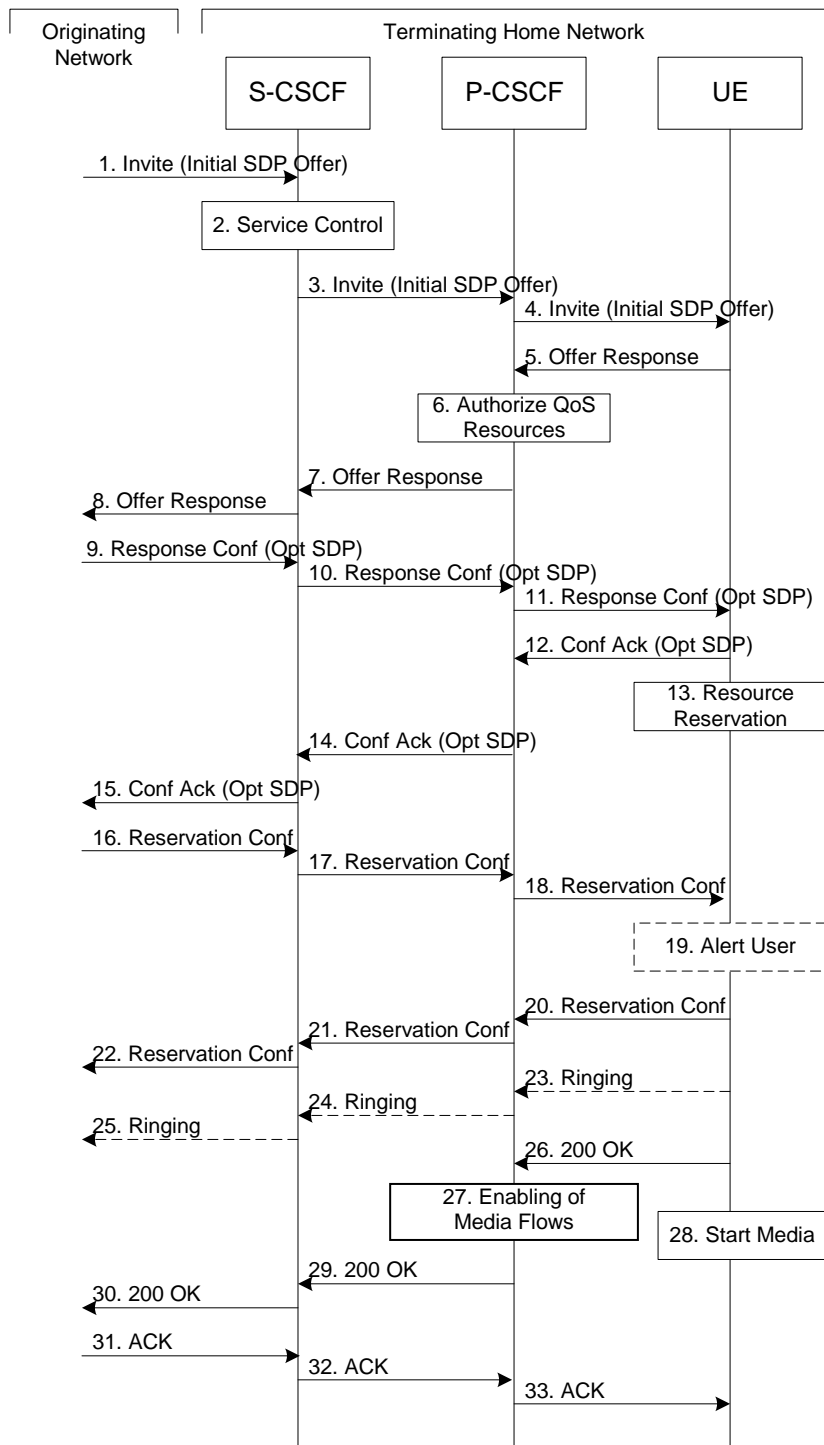 Originating
Network
Terminating Home Network
S-CSCF
P-CSCF
UE
1. Invite (Initial SDP Offer)
2. Service Control
3. Invite (Initial SDP Offer)
4. Invite (Initial SDP Offer)
5. Offer Response
6. Authorize QoS
Resources
7. Offer Response
8. Offer Response
9. Response Conf (Opt SDP)
10. Response Conf (Opt SDP)
11. Response Conf (Opt SDP)
12. Conf Ack (Opt SDP)
13. Resource
Reservation
14. Conf Ack (Opt SDP)
15. Conf Ack (Opt SDP)
16. Reservation Conf
17. Reservation Conf
18. Reservation Conf
19. Alert User
20. Reservation Conf
21. Reservation Conf
22. Reservation Conf
23. Ringing
24. Ringing
25. Ringing
26. 200 OK
27. Enabling of
Media Flows
28. Start Media
29. 200 OK
30. 200 OK
31. ACK
32. ACK
33. ACK